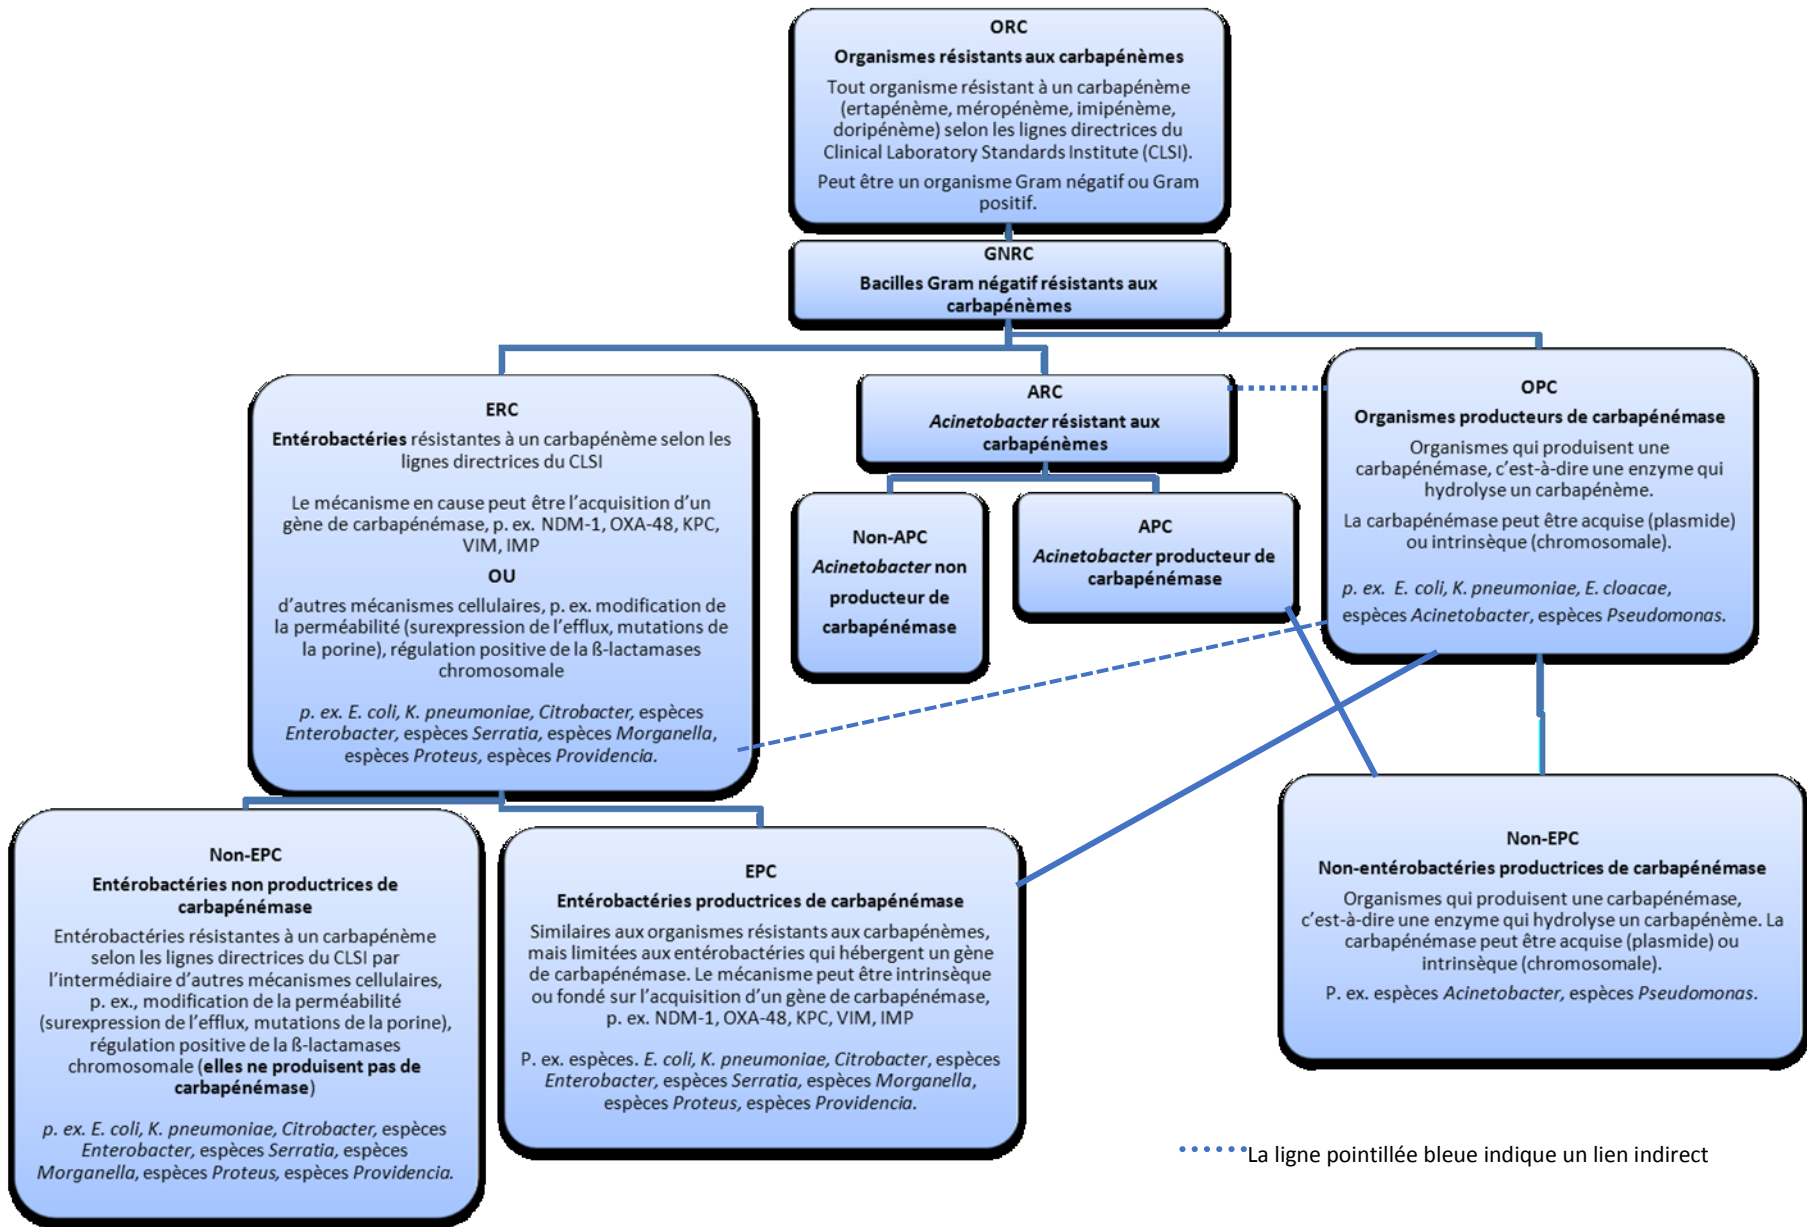 ORC
Organismes résistants aux carbapénèmes
Tout organisme résistant à un carbapénème
(ertapénème, méropénème, imipénème,
doripénème) selon les lignes directrices du
Clinical Laboratory Standards Institute (CLSI).
Peut être un organisme Gram négatif ou Gram
positif.
GNRC
Bacilles Gram négatif résistants aux
carbapénèmes
ERC
Entérobactéries résistantes à un carbapénème selon les
lignes directrices du CLSI
Le mécanisme en cause peut être l’acquisition d’un
gène de carbapénémase, p. ex. NDM-1, OXA-48, KPC,
VIM, IMP
OU
d’autres mécanismes cellulaires, p. ex. modification de
la perméabilité (surexpression de l’efflux, mutations de
la porine), régulation positive de la ß-lactamases
chromosomale
p. ex. E. coli, K. pneumoniae, Citrobacter, espèces
Enterobacter, espèces Serratia, espèces Morganella,
espèces Proteus, espèces Providencia.
ARC
Acinetobacter résistant aux
carbapénèmes
Non-APC
Acinetobacter non
producteur de
carbapénémase
APC
Acinetobacter producteur de
carbapénémase
OPC
Organismes producteurs de carbapénémase
Organismes qui produisent une
carbapénémase, c’est-à-dire une enzyme qui
hydrolyse un carbapénème.
La carbapénémase peut être acquise (plasmide)
ou intrinsèque (chromosomale).
p. ex. E. coli, K. pneumoniae, E. cloacae,
espèces Acinetobacter, espèces Pseudomonas.
Non-EPC
Entérobactéries non productrices de
carbapénémase
Entérobactéries résistantes à un carbapénème
selon les lignes directrices du CLSI par
l’intermédiaire d’autres mécanismes cellulaires,
p. ex., modification de la perméabilité
(surexpression de l’efflux, mutations de la porine),
régulation positive de la ß-lactamases
chromosomale (elles ne produisent pas de
carbapénémase)
p. ex. E. coli, K. pneumoniae, Citrobacter, espèces
Enterobacter, espèces Serratia, espèces
Morganella, espèces Proteus, espèces Providencia.
EPC
Entérobactéries productrices de carbapénémase
Similaires aux organismes résistants aux carbapénèmes,
mais limitées aux entérobactéries qui hébergent un gène
de carbapénémase. Le mécanisme peut être intrinsèque
ou fondé sur l’acquisition d’un gène de carbapénémase,
p. ex. NDM-1, OXA-48, KPC, VIM, IMP
P. ex. espèces. E. coli, K. pneumoniae, Citrobacter, espèces
Enterobacter, espèces Serratia, espèces Morganella,
espèces Proteus, espèces Providencia.
Non-EPC
Non-entérobactéries productrices de carbapénémase
Organismes qui produisent une carbapénémase,
c’est-à-dire une enzyme qui hydrolyse un carbapénème. La
carbapénémase peut être acquise (plasmide) ou
intrinsèque (chromosomale).
P. ex. espèces Acinetobacter, espèces Pseudomonas.
La ligne pointillée bleue indique un lien indirect